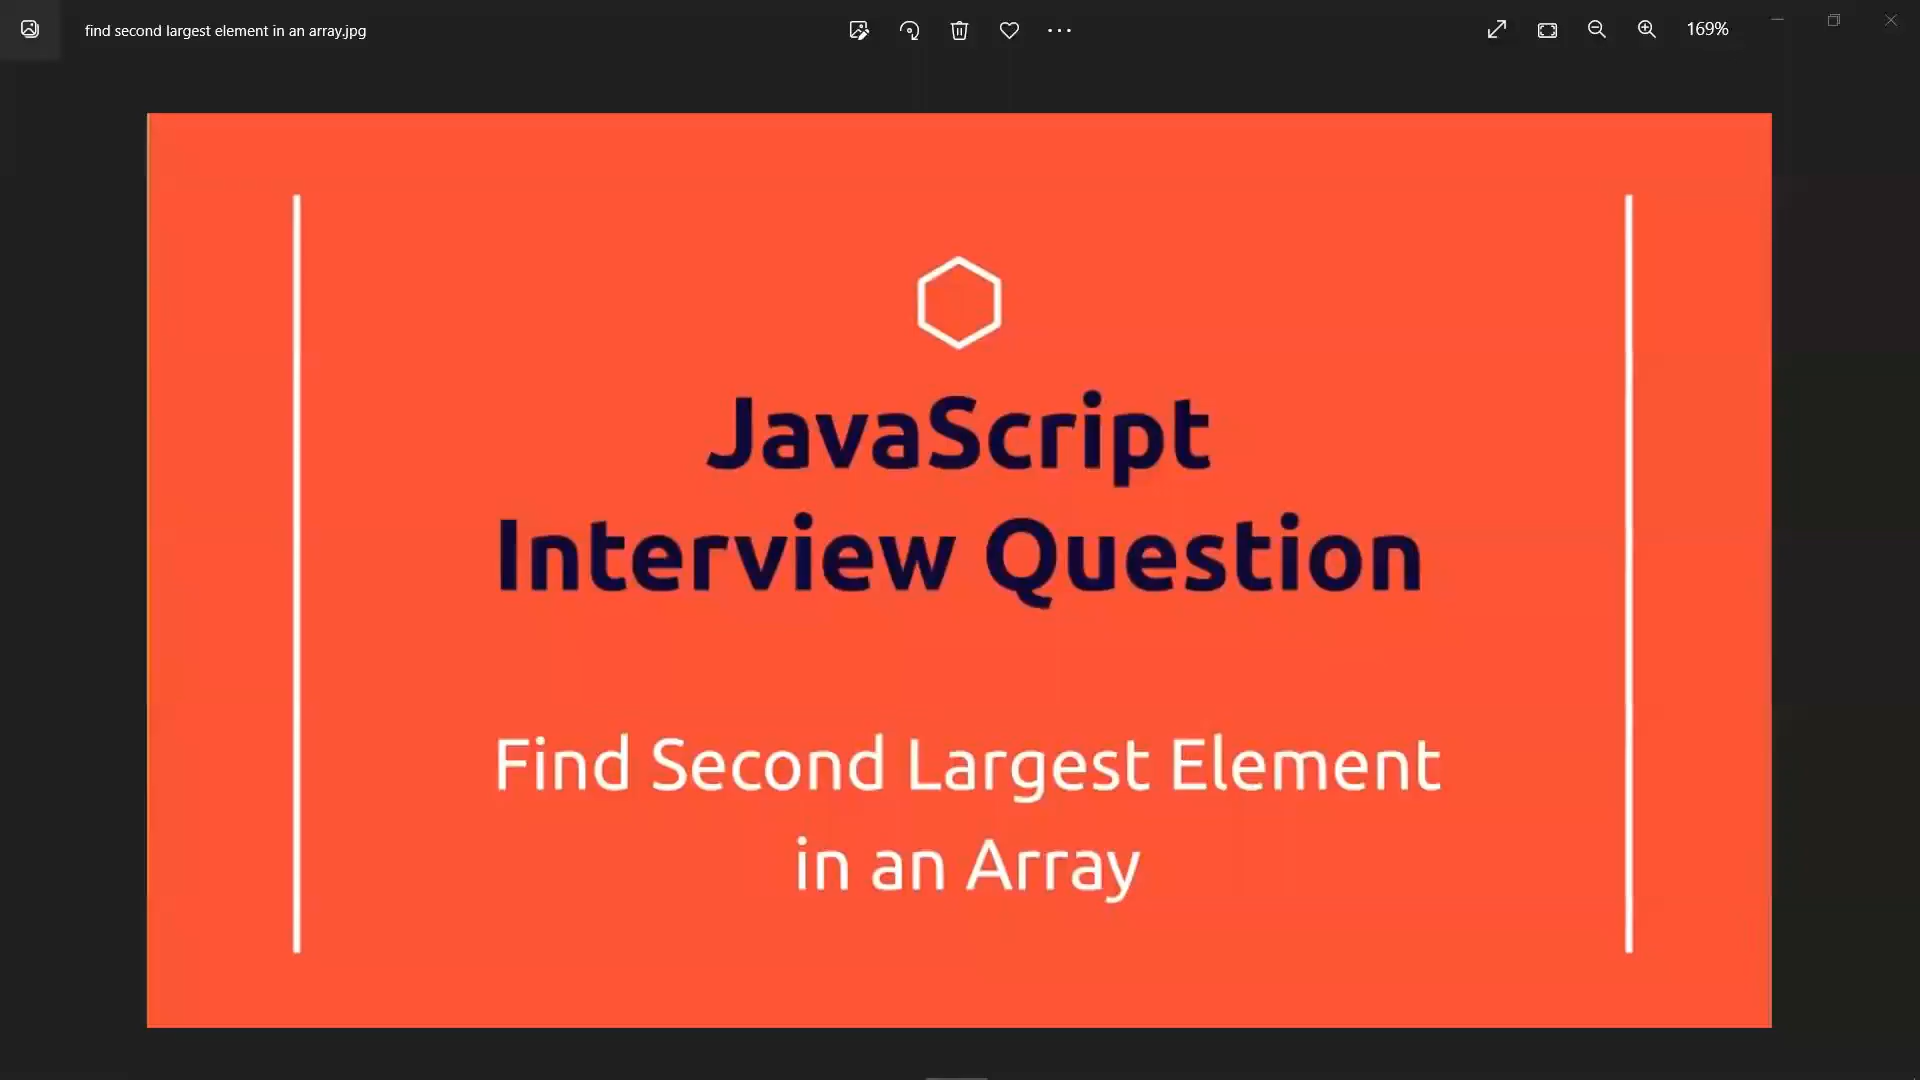 find second largest element in an array.jpg
169%
JavaScript
Interview Question
Find Second Largest Element
in an Array